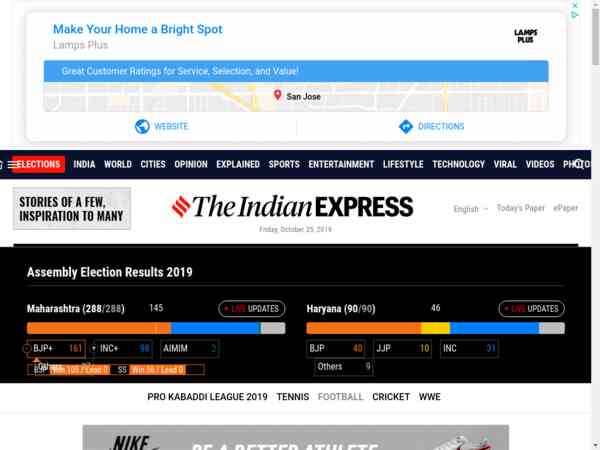 Make Your Home a Bright Spot
Lamps Plus
LAMPS PLUS
Great Customer Ratings for Service, Selection, and Value!
San Jose
WEBSITE
DIRECTIONS
ELECTIONS INDIA WORLD CITIES OPINION EXPLAINED SPORTS ENTERTAINMENT LIFESTYLE TECHNOLOGY VIRAL VIDEOS PHOTOS
STORIES OF A FEW,
INSPIRATION TO MANY
The Indian EXPRESS
English
Today's Paper
ePaper
Friday, October 25, 2019
Assembly Election Results 2019
Maharashtra (288/288) 145 LIVE UPDATES
BJP+ 161 INC+ 98 AIMIM 2
Others
BJP Win 105 / Lead 0 SS Win 56 / Lead 0
Haryana (90/90) 46 LIVE UPDATES
BJP 40 JJP 10 INC 31
Others 9
PRO KABADDI LEAGUE 2019 TENNIS FOOTBALL CRICKET WWE
NIKE BE A BETTER ATHLETE